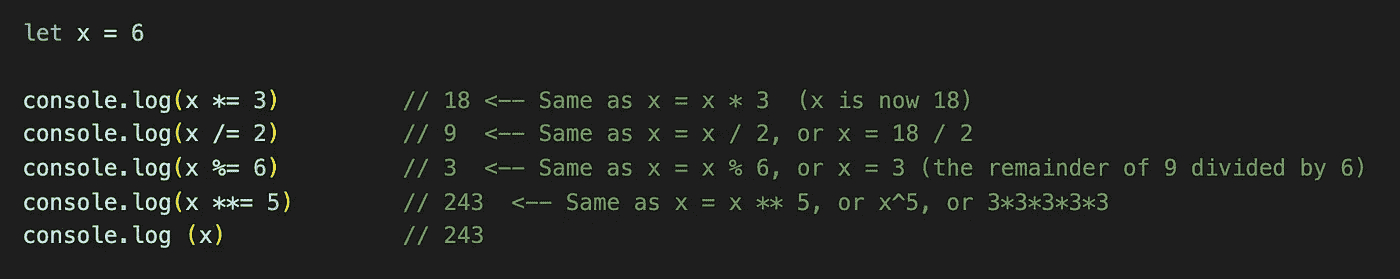 let x = 6
console.log(x *= 3) // 18 <-- Same as x = x * 3 (x is now 18)
console.log(x /= 2) // 9 <-- Same as x = x / 2, or x = 18 / 2
console.log(x %= 6) // 3 <-- Same as x = x % 6, or x = 3 (the remainder of 9 divided by 6)
console.log(x **= 5) // 243 <-- Same as x = x ** 5, or x^5, or 3*3*3*3*3
console.log (x) // 243